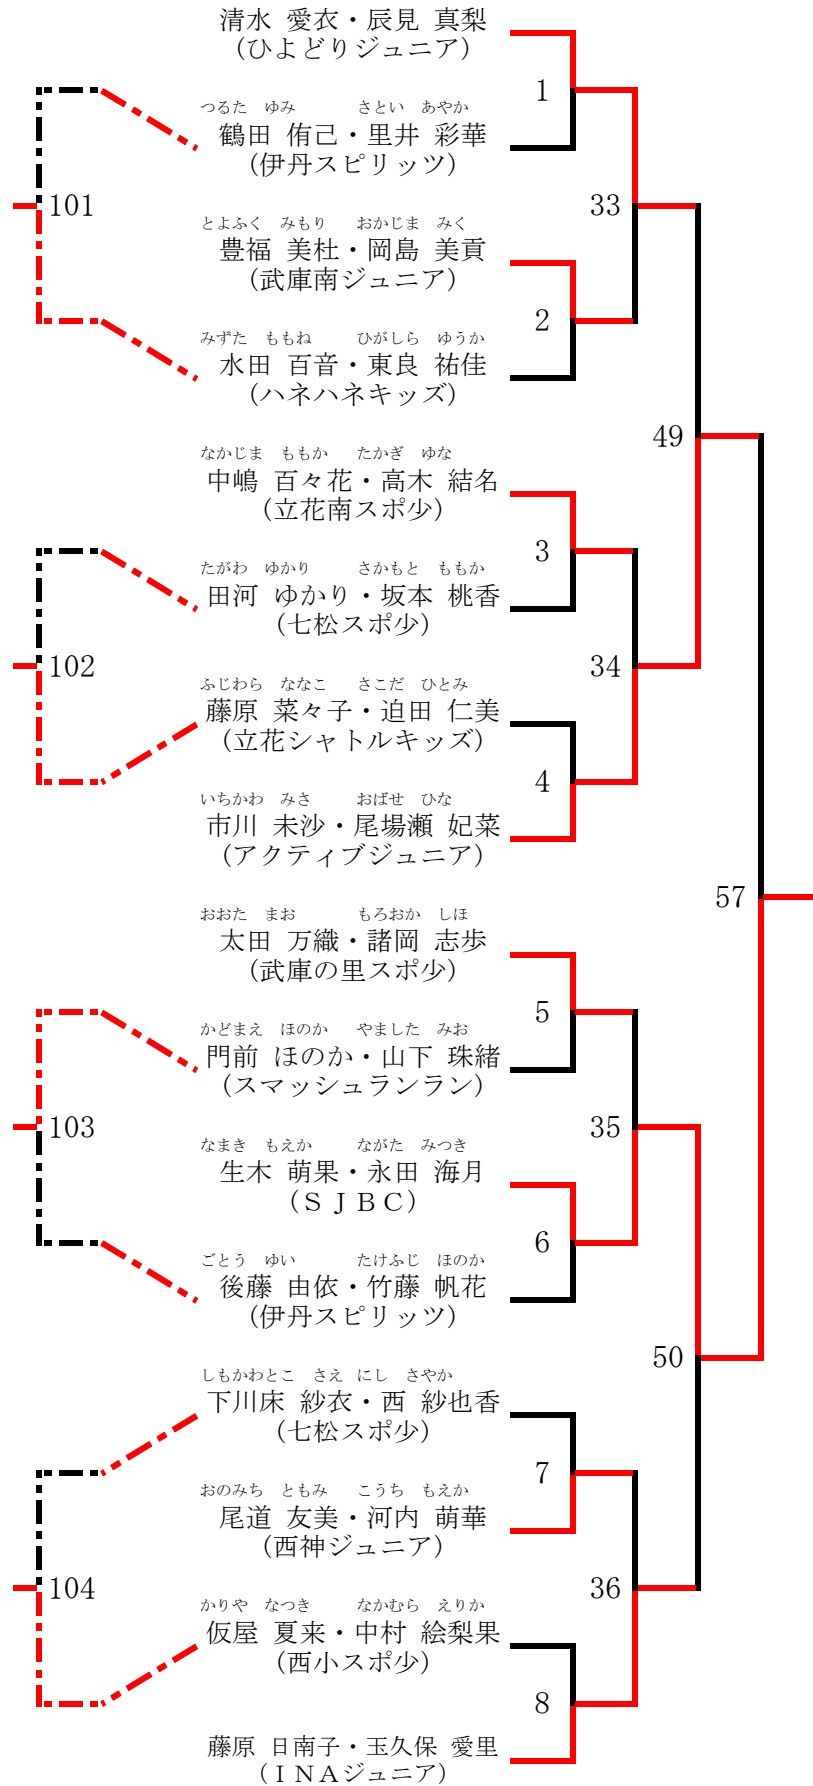 清水 愛衣・辰見 真梨
(ひよどりジュニア)
1
つるた ゆみ さとい あやか
鶴田 侑己・里井 彩華
(伊丹スピリッツ)
101
33
とよふく みもり おかじま みく
豊福 美杜・岡島 美貢
(武庫南ジュニア)
2
みずた ももね ひがしら ゆうか
水田 百音・東良 祐佳
(ハネハネキッズ)
49
なかじま ももか たかぎ ゆな
中嶋 百々花・高木 結名
(立花南スポ少)
3
たがわ ゆかり さかもと ももか
田河 ゆかり・坂本 桃香
(七松スポ少)
102
34
ふじわら ななこ さこだ ひとみ
藤原 菜々子・迫田 仁美
(立花シャトルキッズ)
4
いちかわ みさ おばせ ひな
市川 未沙・尾場瀬 妃菜
(アクティブジュニア)
57
おおた まお もろおか しほ
太田 万織・諸岡 志歩
(武庫の里スポ少)
5
かどまえ ほのか やました みお
門前 ほのか・山下 珠緒
(スマッシュランラン)
103
35
なまき もえか ながた みつき
生木 萌果・永田 海月
(ＳＪＢＣ)
6
ごとう ゆい たけふじ ほのか
後藤 由依・竹藤 帆花
(伊丹スピリッツ)
50
しもかわとこ さえ にし さやか
下川床 紗衣・西 紗也香
(七松スポ少)
7
おのみち ともみ こうち もえか
尾道 友美・河内 萌華
(西神ジュニア)
104
36
かりや なつき なかむら えりか
仮屋 夏来・中村 絵梨果
(西小スポ少)
8
藤原 日南子・玉久保 愛里
(ＩＮＡジュニア)